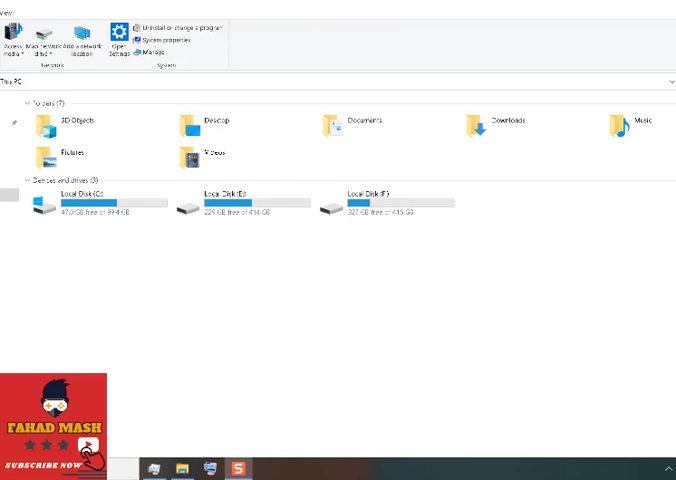 View
Access media
Map network drive
Add a network location
Open Settings
Uninstall or change a program
System properties
Manage
Network
System
This PC
Folders (7)
3D Objects
Desktop
Documents
Downloads
Music
Pictures
Videos
Devices and drives (3)
Local Disk (C:)
Local Disk (E:)
Local Disk (F:)
47.0 GB free of 99.4 GB
229 GB free of 414 GB
327 GB free of 415 GB
FAHAD MASH
SUBSCRIBE NOW
S